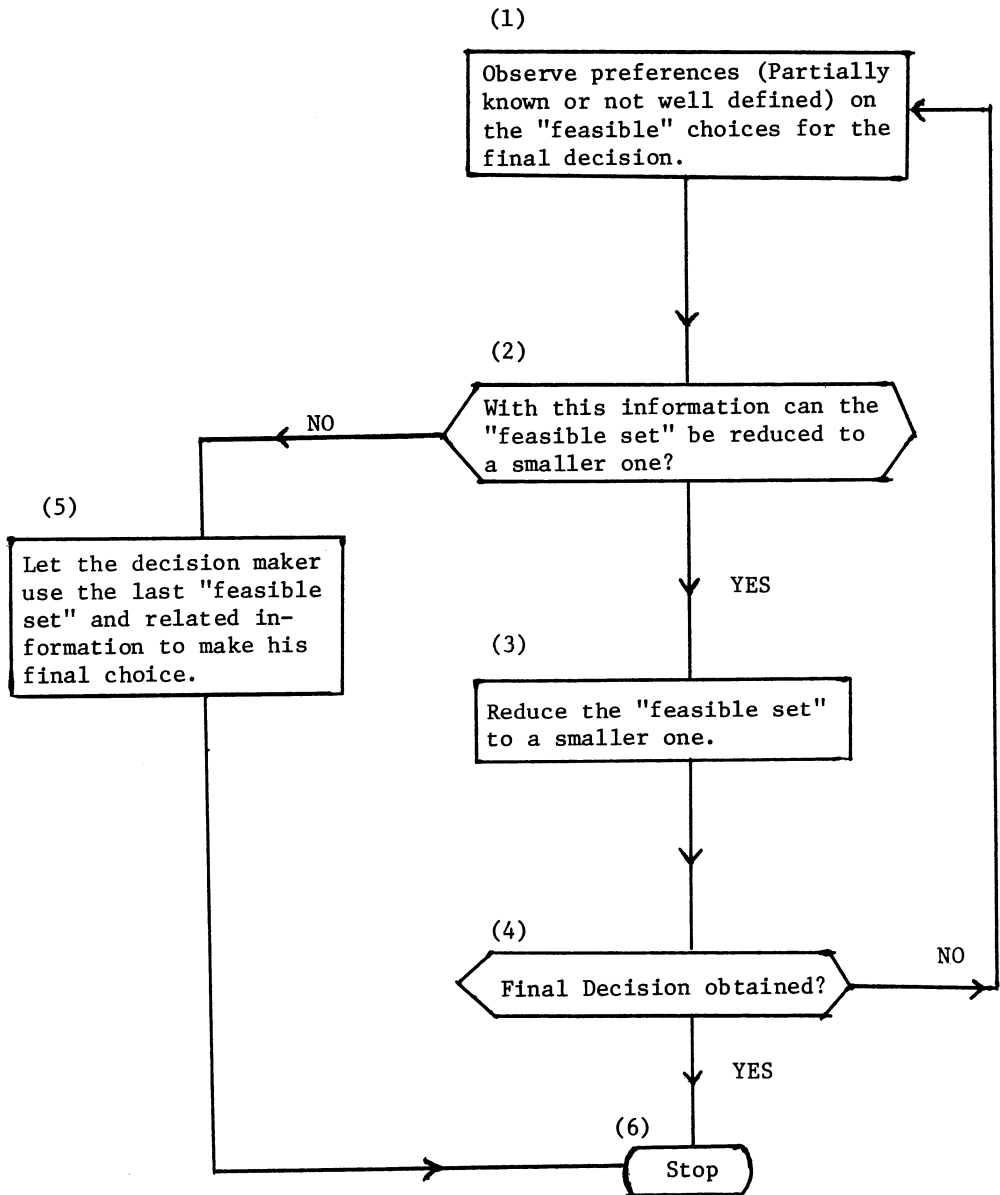 (1)
Observe preferences (Partially
known or not well defined) on
the "feasible" choices for the
final decision.
(2)
With this information can the
"feasible set" be reduced to
a smaller one?
NO
(5)
Let the decision maker
use the last "feasible
set" and related in-
formation to make his
final choice.
YES
(3)
Reduce the "feasible set"
to a smaller one.
(4)
Final Decision obtained?
NO
YES
(6)
Stop